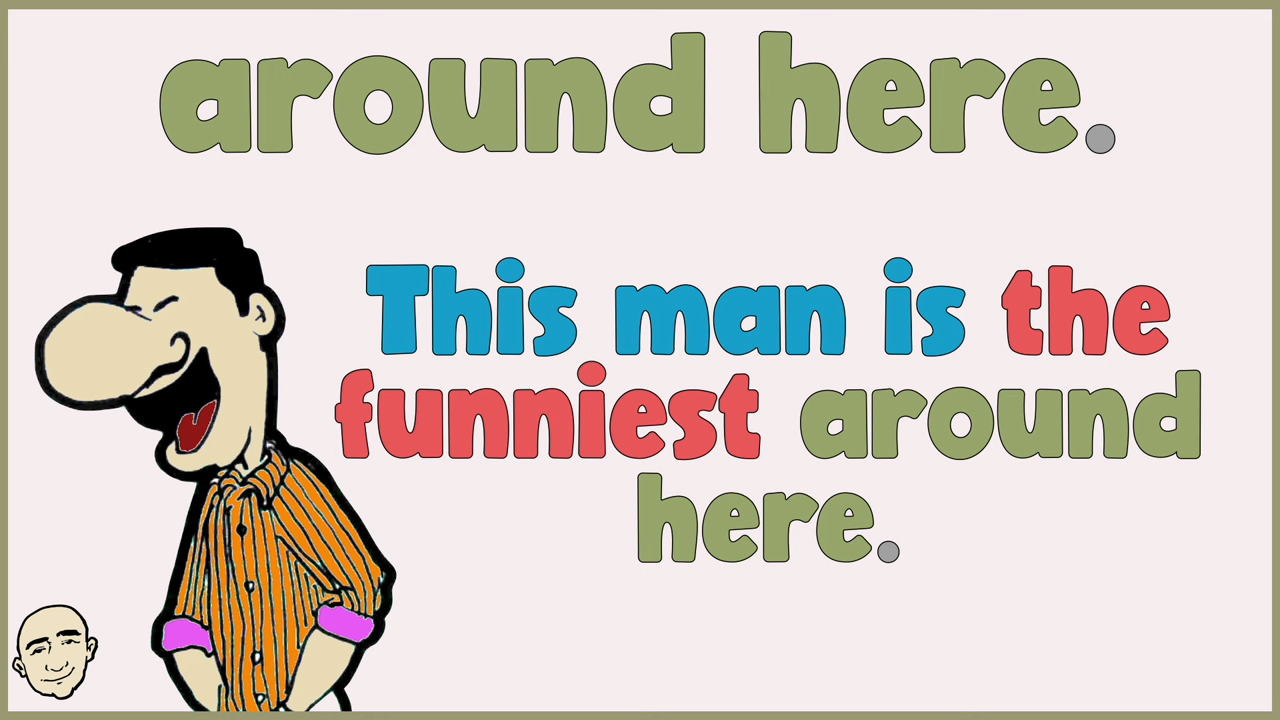 around here.
This man is the
funniest around
here.